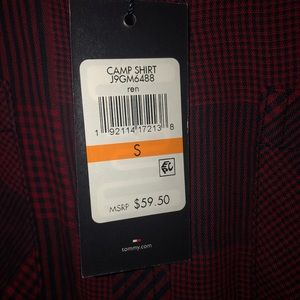 CAMP SHIRT
J9GM6488
ren
1 92114 17213 8
S
MSRP $59.50
tommy.com